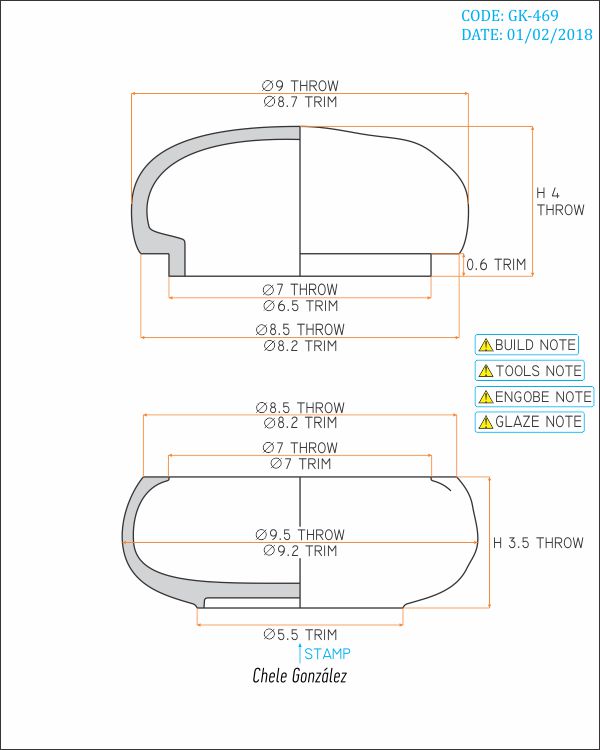 CODE: GK-469
DATE: 01/02/2018
∅9 THROW
∅8.7 TRIM
H 4
THROW
0.6 TRIM
∅7 THROW
∅6.5 TRIM
∅8.5 THROW
∅8.2 TRIM
BUILD NOTE
TOOLS NOTE
ENGOBE NOTE
GLAZE NOTE
∅8.5 THROW
∅8.2 TRIM
∅7 THROW
∅7 TRIM
∅9.5 THROW
∅9.2 TRIM
H 3.5 THROW
∅5.5 TRIM
STAMP
Chele González